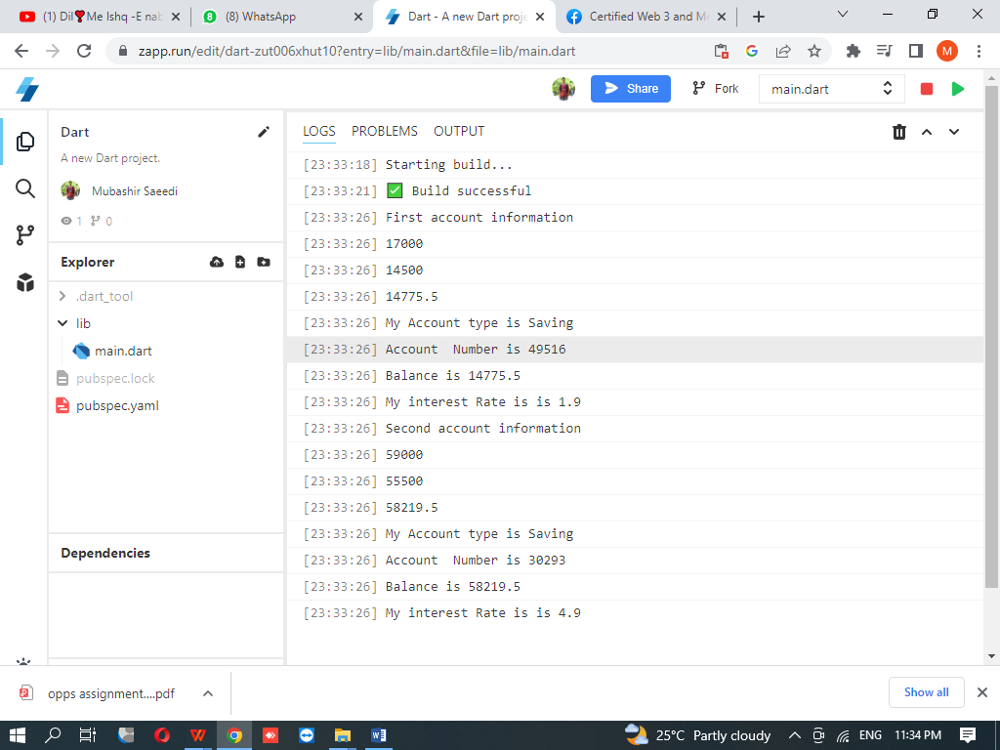 (1) Dil❣Me Ishq -E nab
(8) WhatsApp
Dart - A new Dart proje
Certified Web 3 and Me
zapp.run/edit/dart-zut006xhut10?entry=lib/main.dart&file=lib/main.dart
M
Share
Fork
main.dart
Dart
A new Dart project.
Mubashir Saeedi
1
0
Explorer
.dart_tool
lib
main.dart
pubspec.lock
pubspec.yaml
Dependencies
LOGS PROBLEMS OUTPUT
[23:33:18] Starting build...
[23:33:21] ✅ Build successful
[23:33:26] First account information
[23:33:26] 17000
[23:33:26] 14500
[23:33:26] 14775.5
[23:33:26] My Account type is Saving
[23:33:26] Account  Number is 49516
[23:33:26] Balance is 14775.5
[23:33:26] My interest Rate is is 1.9
[23:33:26] Second account information
[23:33:26] 59000
[23:33:26] 55500
[23:33:26] 58219.5
[23:33:26] My Account type is Saving
[23:33:26] Account  Number is 30293
[23:33:26] Balance is 58219.5
[23:33:26] My interest Rate is is 4.9
opps assignment....pdf
Show all
25°C Partly cloudy
ENG
11:34 PM